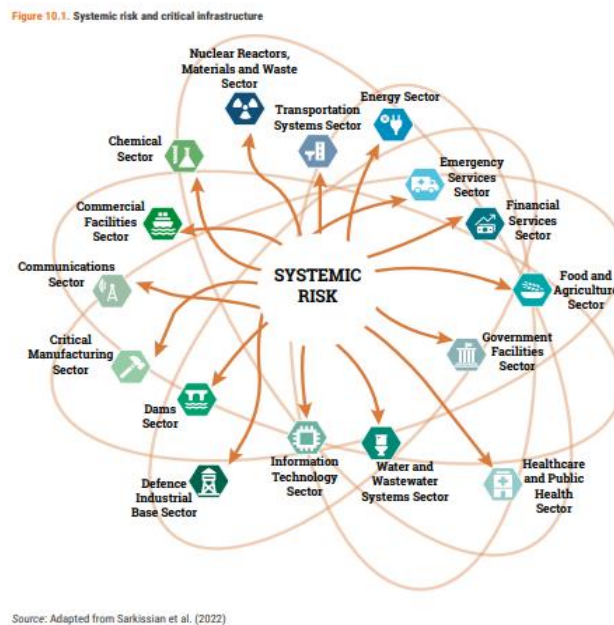 Figure 10.1. Systemic risk and critical infrastructure
Nuclear Reactors,
Materials and Waste
Sector
Energy Sector
Transportation
Systems Sector
Chemical
Sector
Emergency
Services
Sector
Commercial
Facilities
Sector
Financial
Services
Sector
Communications
Sector
SYSTEMIC
RISK
Food and
Agriculture
Sector
Critical
Manufacturing
Sector
Government
Facilities
Sector
Dams
Sector
Information
Technology
Sector
Water and
Wastewater
Systems Sector
Healthcare
and Public
Health
Sector
Defence
Industrial
Base Sector
Source: Adapted from Sarkissian et al. (2022)